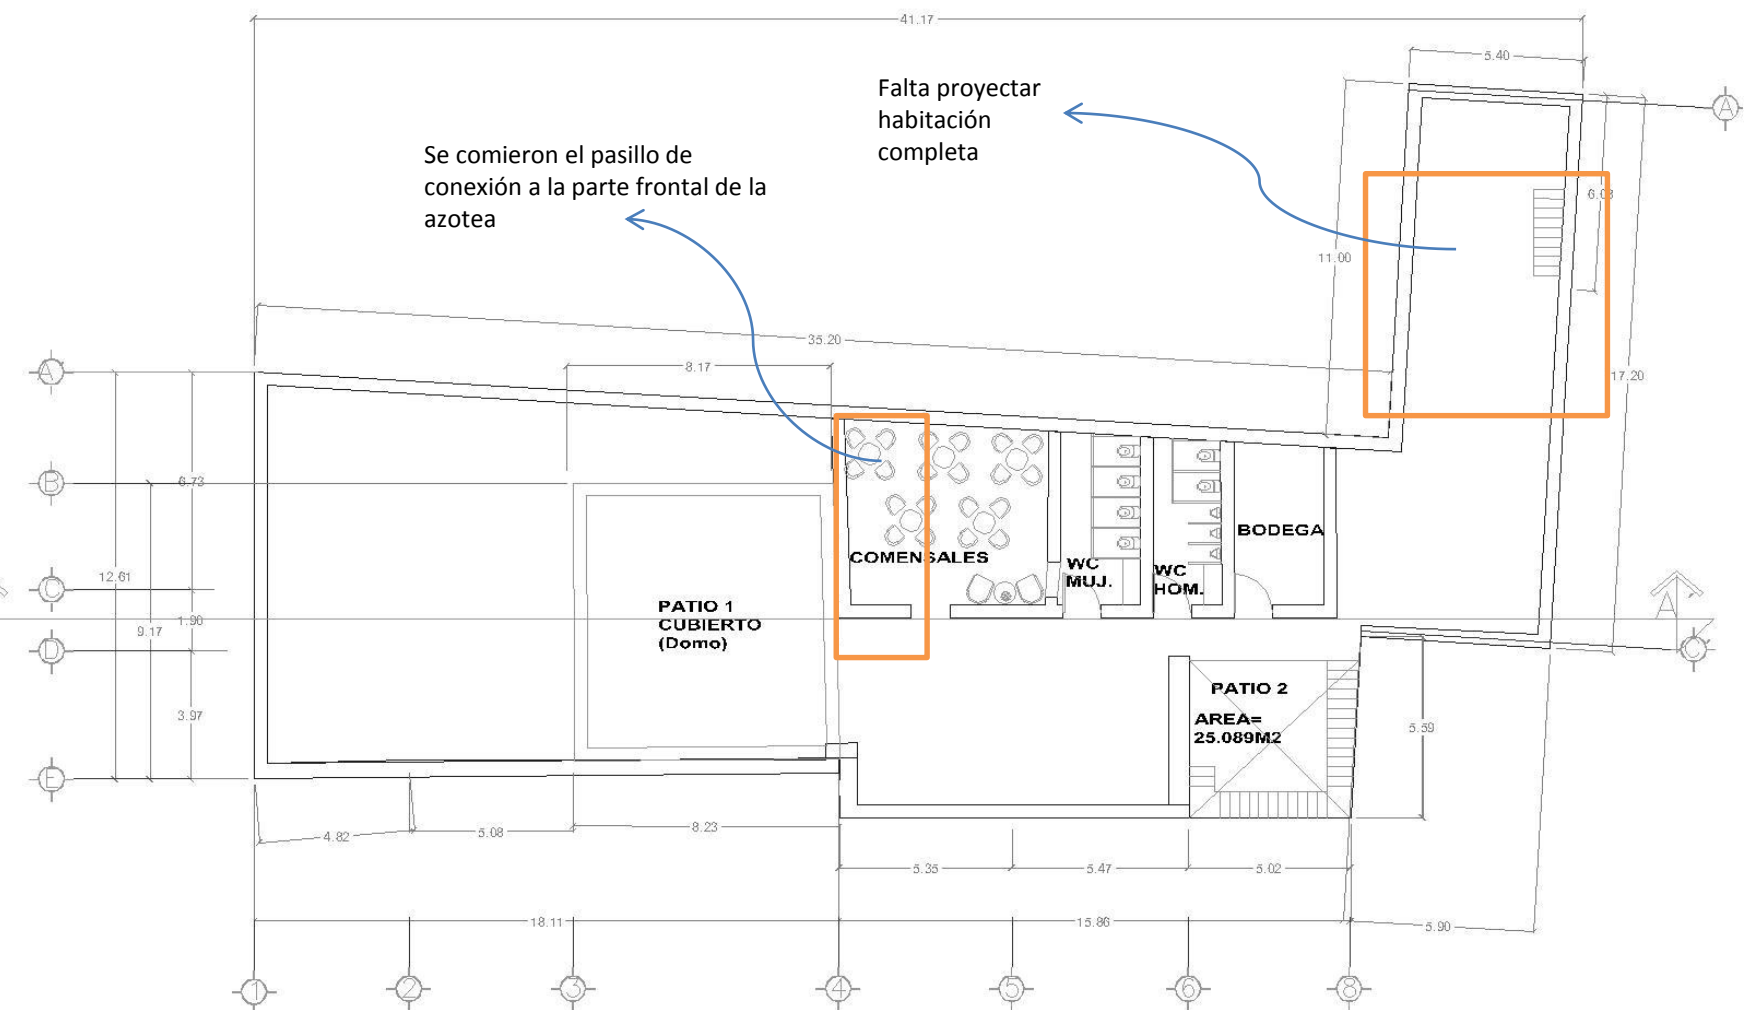 41.17
5.40
Falta proyectar
habitación
completa
A
Se comieron el pasillo de
conexión a la parte frontal de la
azotea
6.03
11.00
35.20
8.17
17.20
A
B
6.73
BODEGA
COMENSALES
WC
MUJ.
WC
HOM.
12.61
C
A
PATIO 1
CUBIERTO
(Domo)
1.90
9.17
D
C
PATIO 2
AREA=
25.089M2
3.97
5.59
E
4.82
5.08
8.23
5.35
5.47
5.02
18.11
15.86
5.90
1
2
3
4
5
6
8